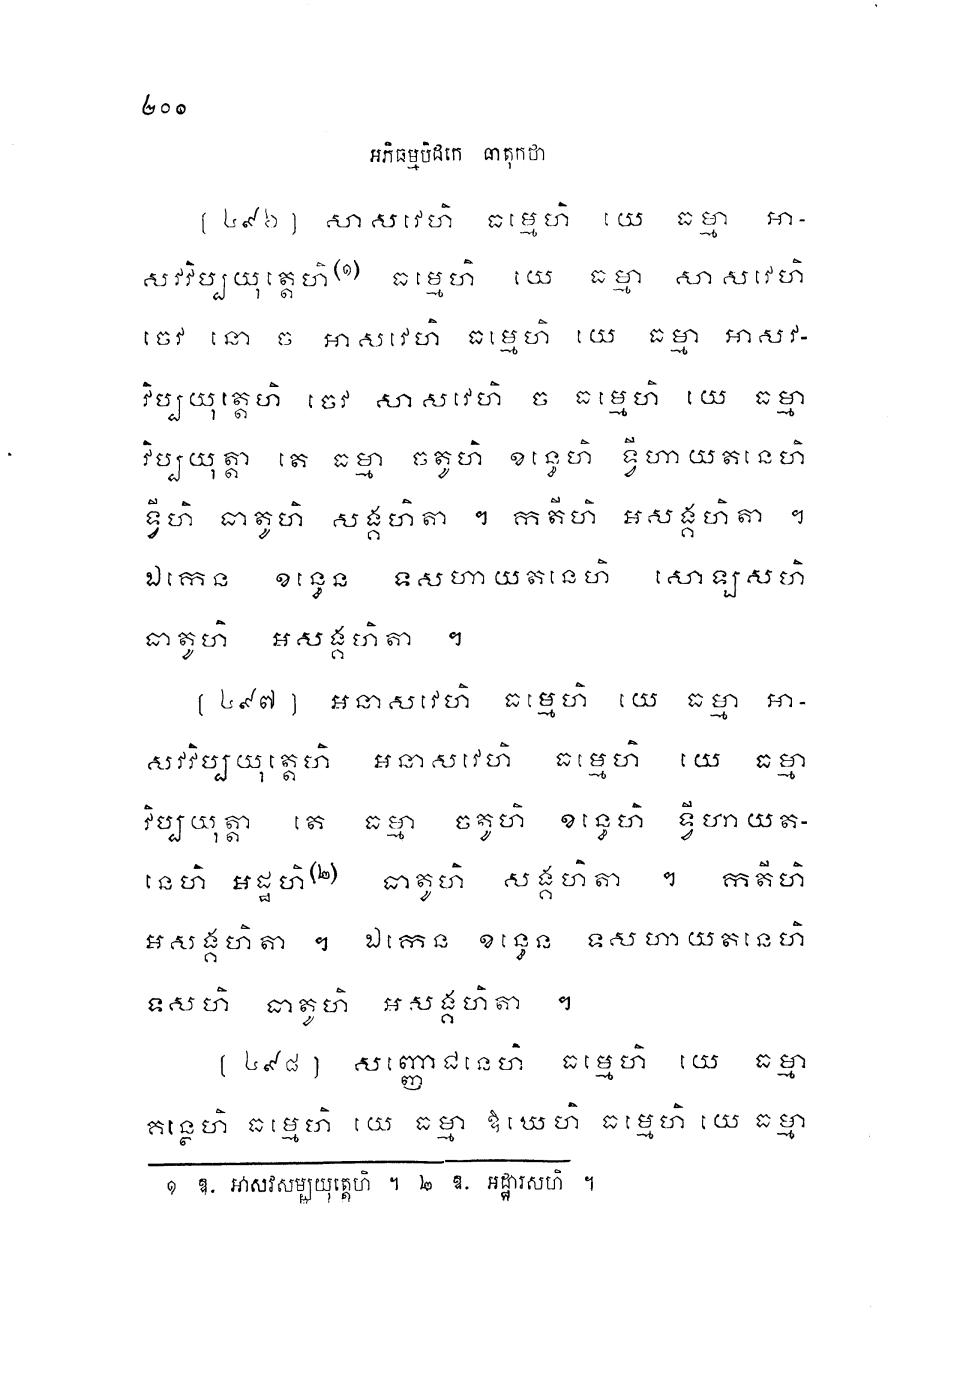 ២០១
អភិធម្មបិដកេ ធាតុកថា
[ ៤៩៦ ] សាសវេហិ ធម្មេហិ យេ ធម្មា អា-
សវវិប្បយុត្តេហិ(១) ធម្មេហិ យេ ធម្មា សាសវេហិ
ចេវ នោ ច អាសវេហិ ធម្មេហិ យេ ធម្មា អាសវ-
វិប្បយុត្តេហិ ចេវ សាសវេហិ ច ធម្មេហិ យេ ធម្មា
វិប្បយុត្តា តេ ធម្មា ចតូហិ ខន្ធេហិ ទ្វីហាយតនេហិ
ទ្វីហិ ធាតូហិ សង្គហិតា ។ កតីហិ អសង្គហិតា ។
ឯកេន ខន្ធេន ទសហាយតនេហិ សោឡសហិ
ធាតូហិ អសង្គហិតា ។
[ ៤៩៧ ] អនាសវេហិ ធម្មេហិ យេ ធម្មា អា-
សវវិប្បយុត្តេហិ អនាសវេហិ ធម្មេហិ យេ ធម្មា
វិប្បយុត្តា តេ ធម្មា ចតូហិ ខន្ធេហិ ទ្វីហាយត-
នេហិ អដ្ឋហិ(២) ធាតូហិ សង្គហិតា ។ កតីហិ
អសង្គហិតា ។ ឯកេន ខន្ធេន ទសហាយតនេហិ
ទសហិ ធាតូហិ អសង្គហិតា ។
[ ៤៩៨ ] សញ្ញោជនេហិ ធម្មេហិ យេ ធម្មា
គន្ថេហិ ធម្មេហិ យេ ធម្មា ឱឃេហិ ធម្មេហិ យេ ធម្មា
១ ឱ. អាសវសម្បយុត្តេហិ ។ ២ ឱ. អដ្ឋារសហិ ។